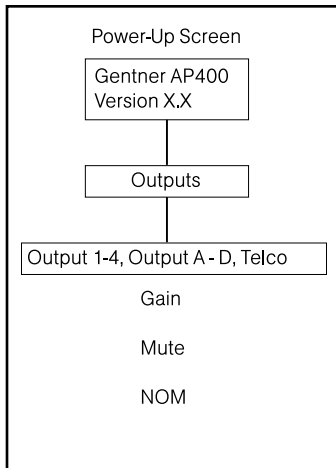 Power-Up Screen
Gentner AP400
Version X.X
Outputs
Output 1-4, Output A - D, Telco
Gain
Mute
NOM